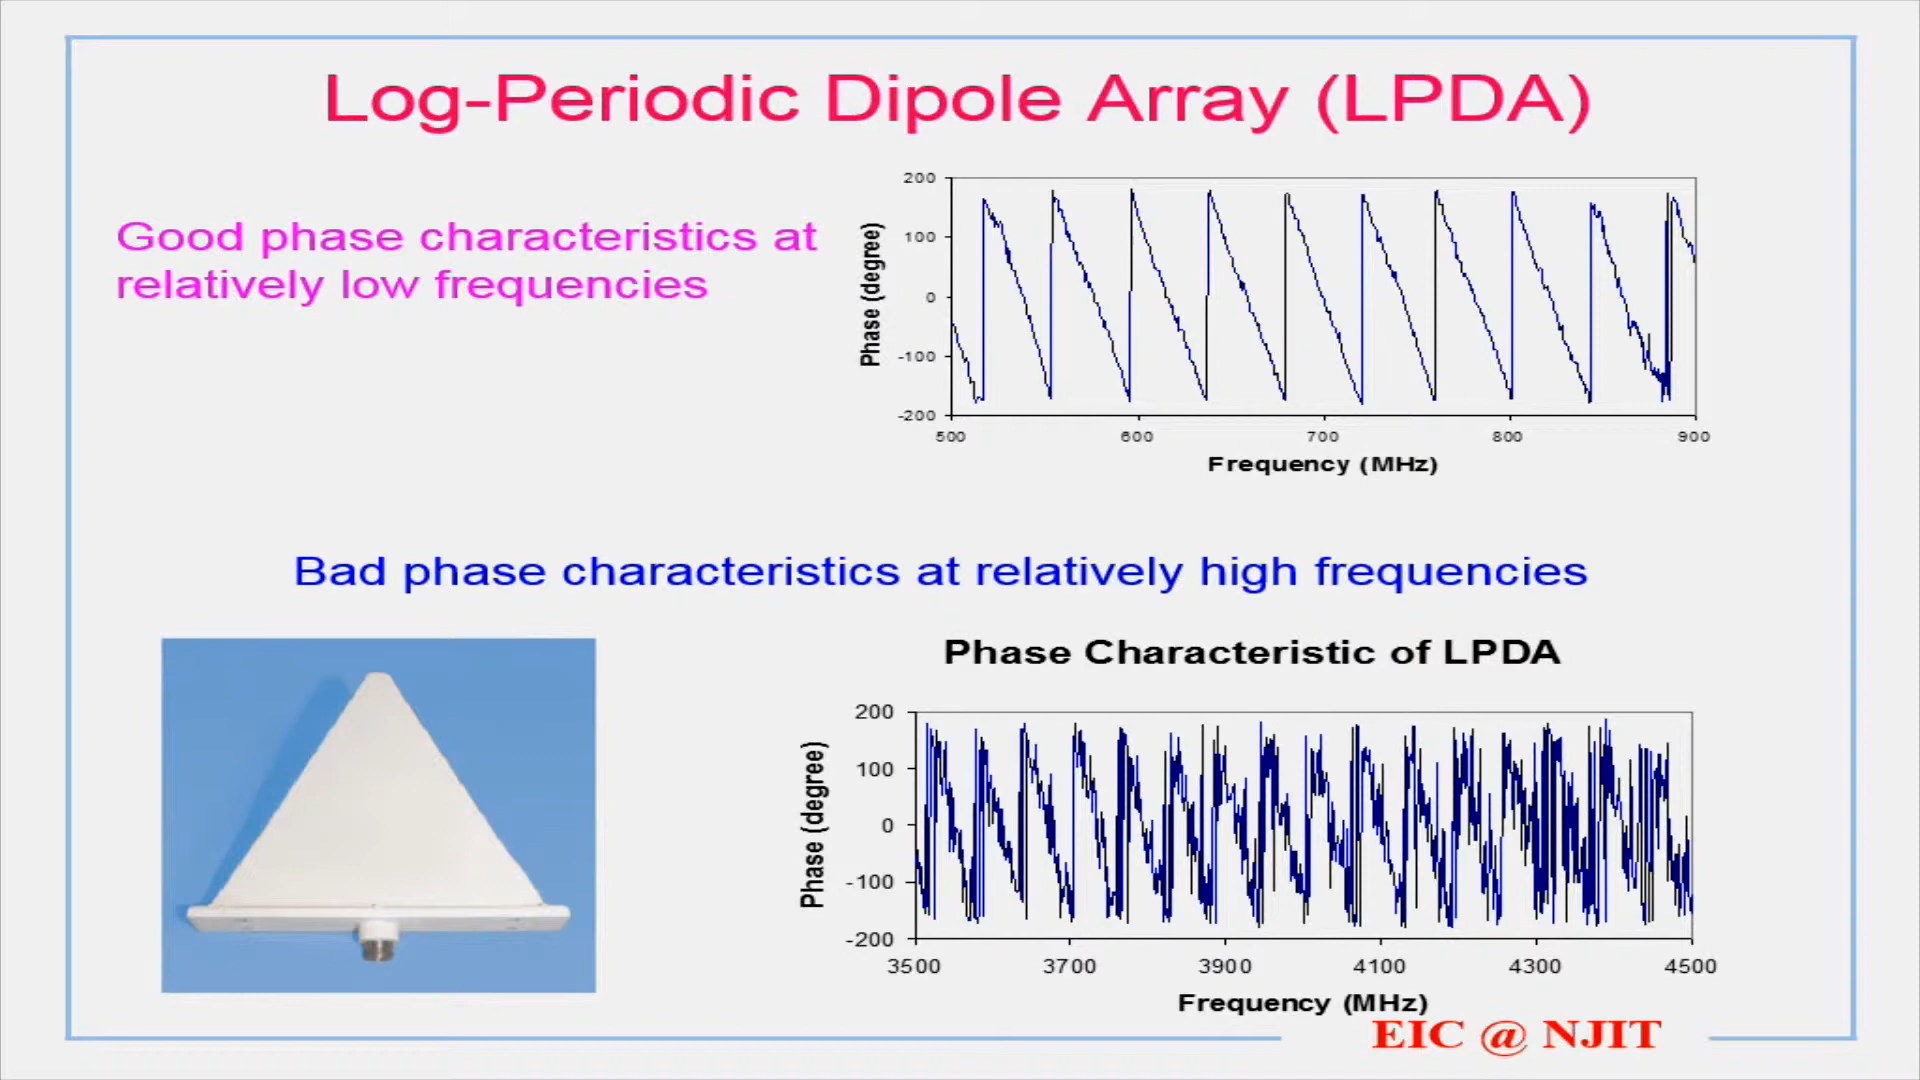 Log-Periodic Dipole Array (LPDA)
Good phase characteristics at
relatively low frequencies
200
100
0
-100
-200
Phase (degree)
500 600 700 800 900
Frequency (MHz)
Bad phase characteristics at relatively high frequencies
Phase Characteristic of LPDA
200
100
0
-100
-200
Phase (degree)
3500 3700 3900 4100 4300 4500
Frequency (MHz)
EIC @ NJIT